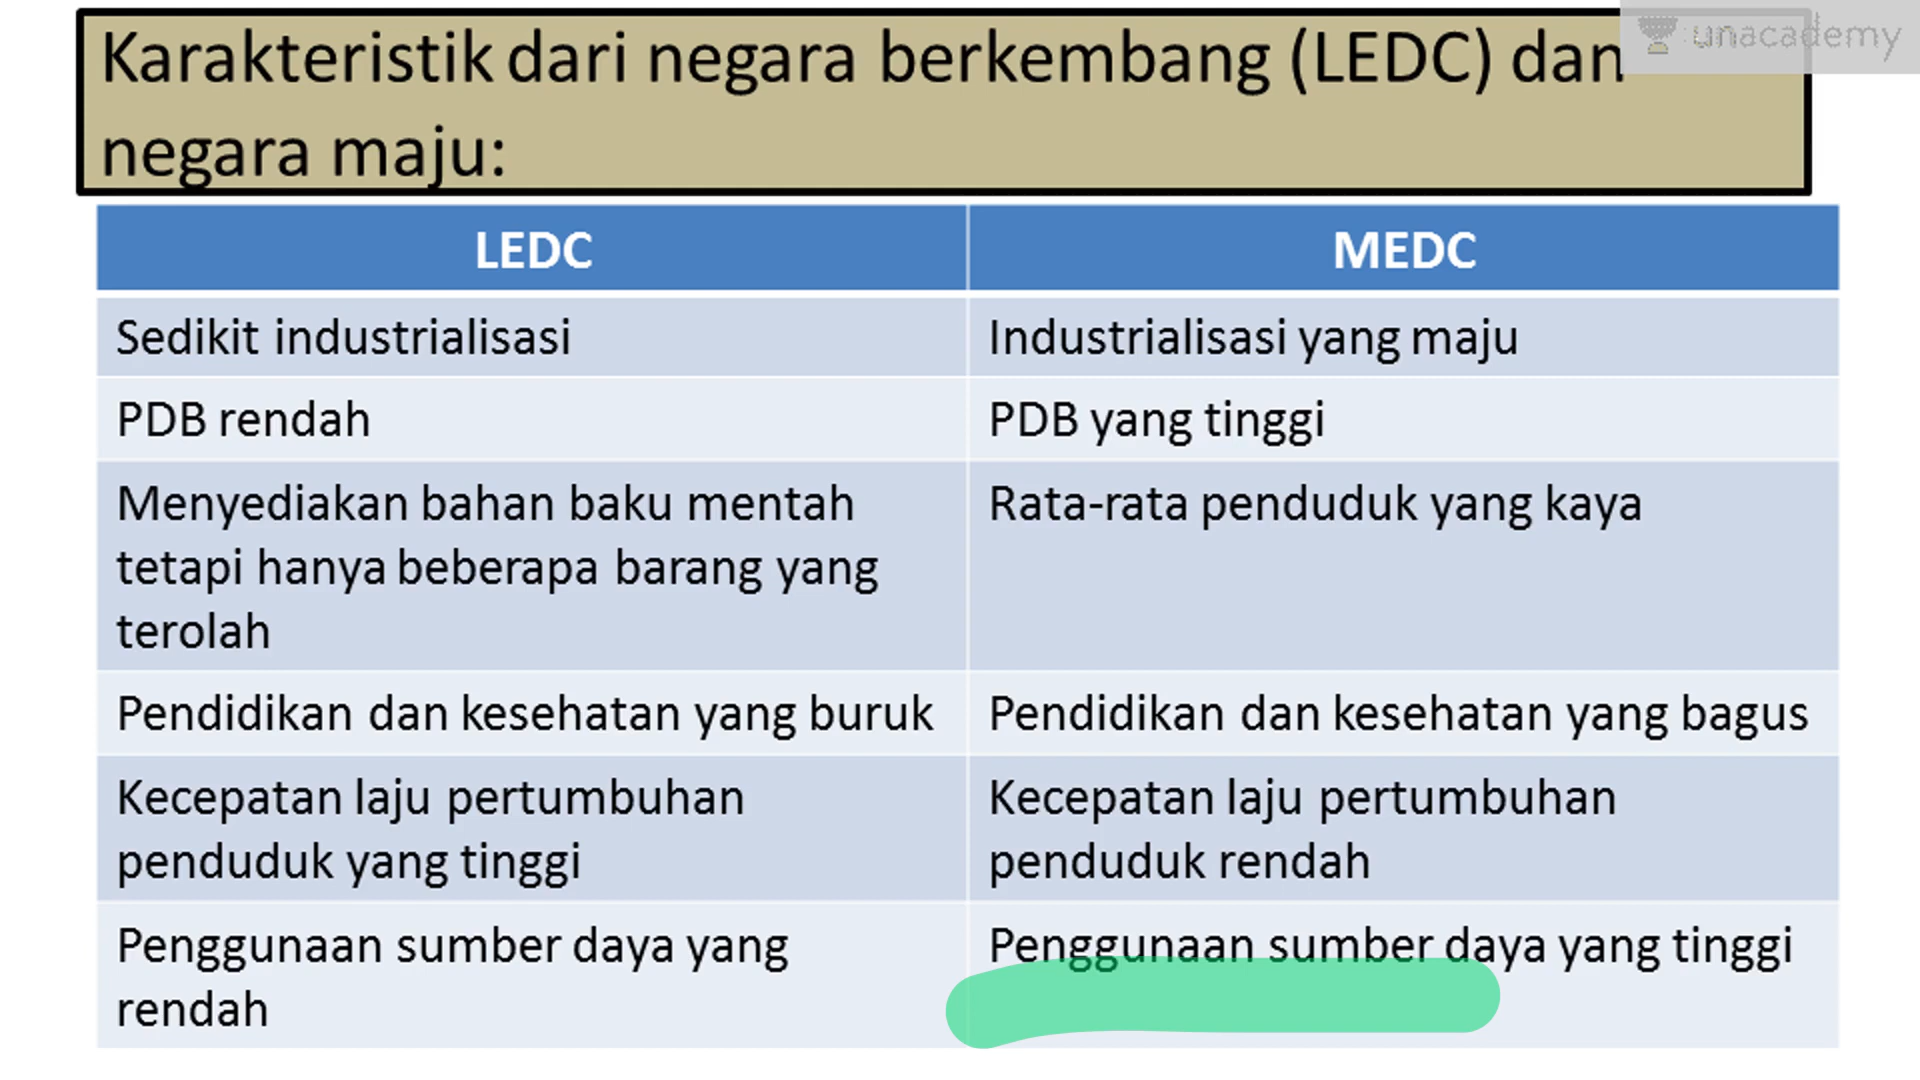 Karakteristik dari negara berkembang (LEDC) dan
negara maju:
unacademy
LEDC
MEDC
Sedikit industrialisasi
Industrialisasi yang maju
PDB rendah
PDB yang tinggi
Menyediakan bahan baku mentah
tetapi hanya beberapa barang yang
terolah
Rata-rata penduduk yang kaya
Pendidikan dan kesehatan yang buruk
Pendidikan dan kesehatan yang bagus
Kecepatan laju pertumbuhan
penduduk yang tinggi
Kecepatan laju pertumbuhan
penduduk rendah
Penggunaan sumber daya yang
rendah
Penggunaan sumber daya yang tinggi